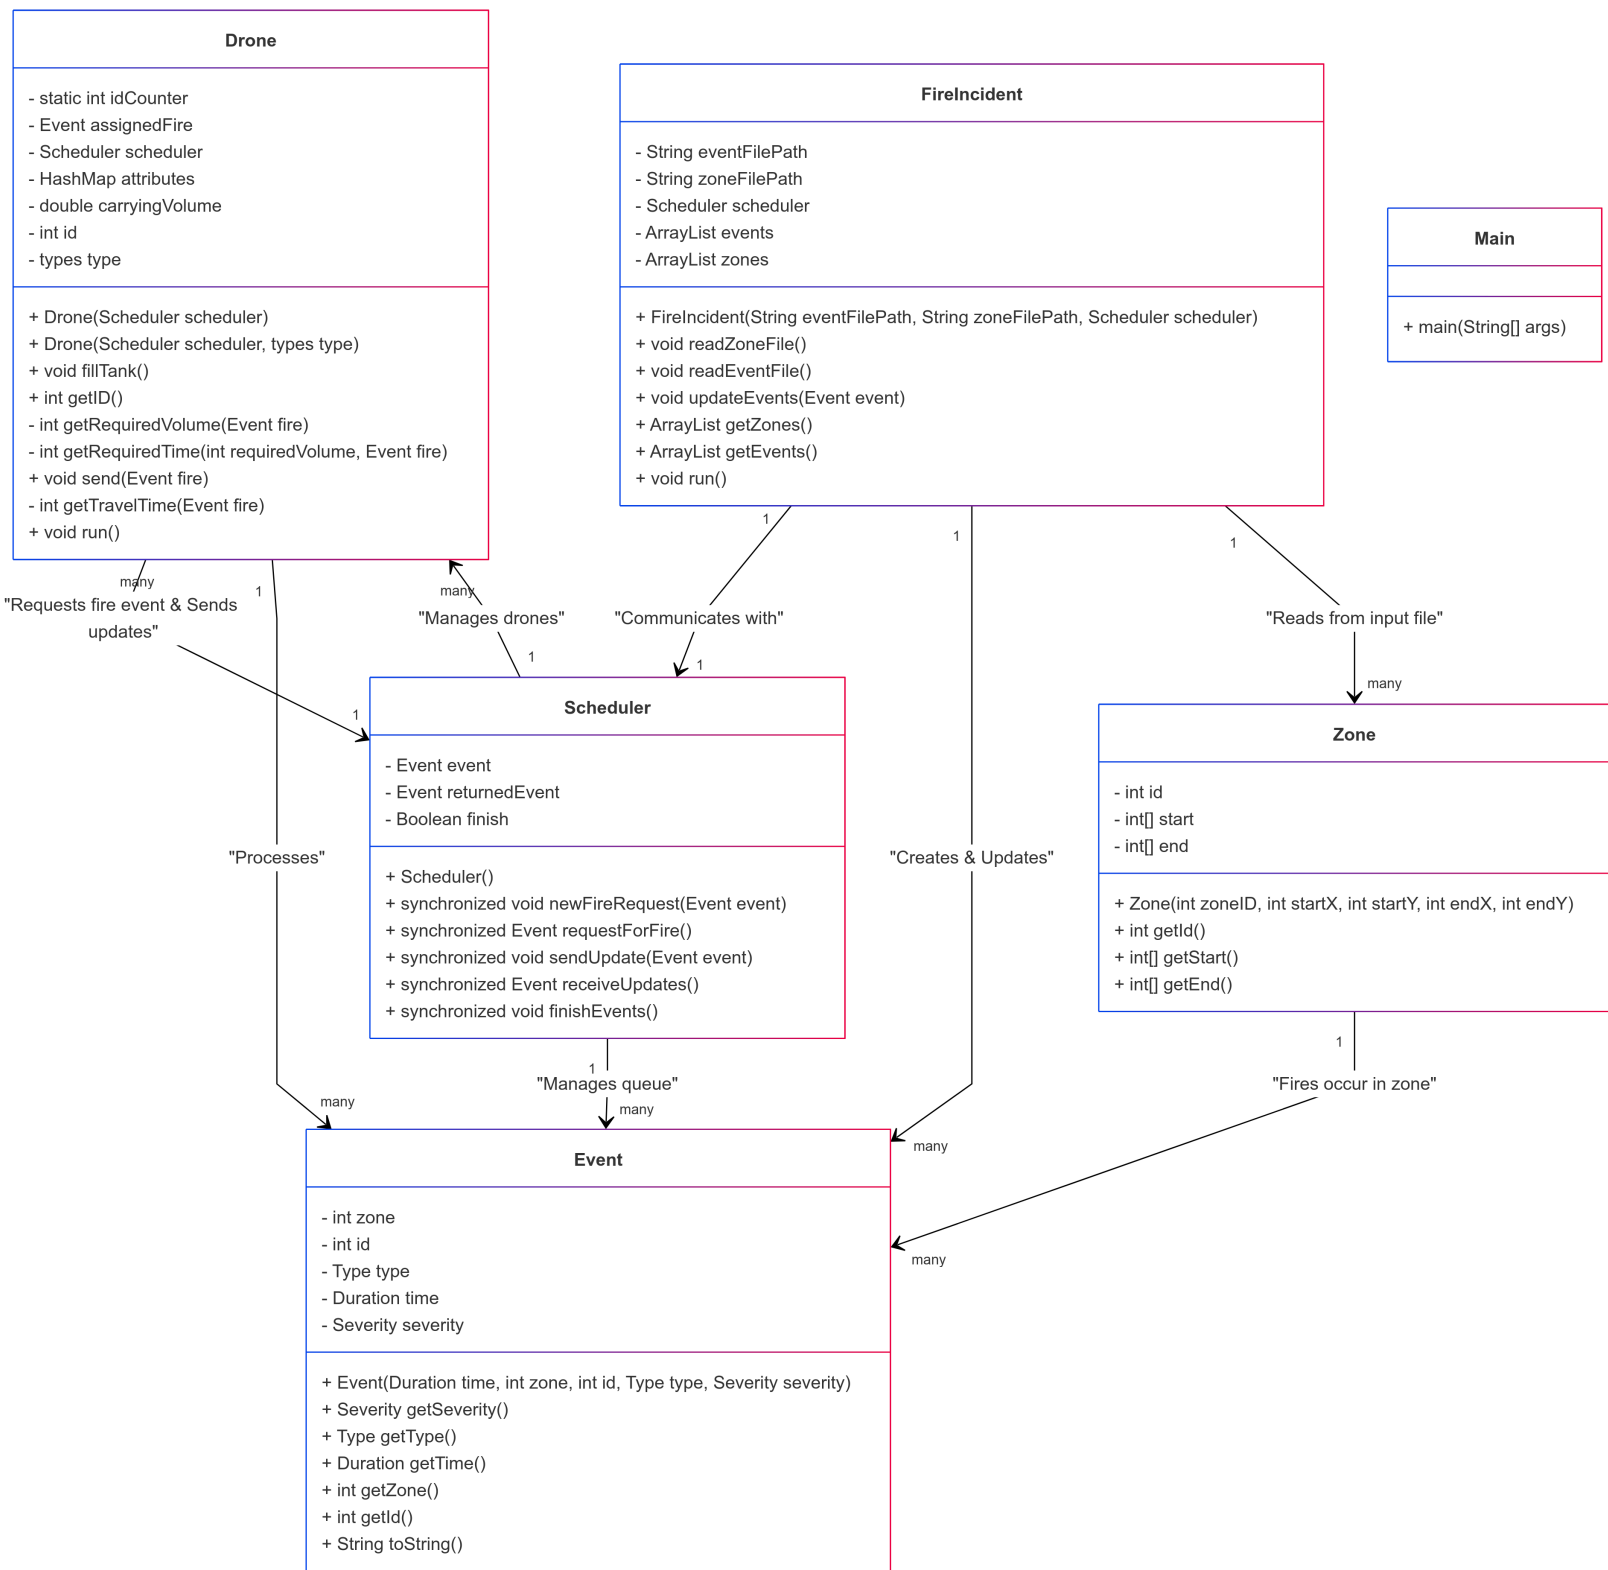 Drone
- static int idCounter
- Event assignedFire
- Scheduler scheduler
- HashMap attributes
- double carryingVolume
- int id
- types type
+ Drone(Scheduler scheduler)
+ Drone(Scheduler scheduler, types type)
+ void fillTank()
+ int getID()
- int getRequiredVolume(Event fire)
- int getRequiredTime(int requiredVolume, Event fire)
+ void send(Event fire)
- int getTravelTime(Event fire)
+ void run()
FireIncident
- String eventFilePath
- String zoneFilePath
- Scheduler scheduler
- ArrayList events
- ArrayList zones
+ FireIncident(String eventFilePath, String zoneFilePath, Scheduler scheduler)
+ void readZoneFile()
+ void readEventFile()
+ void updateEvents(Event event)
+ ArrayList getZones()
+ ArrayList getEvents()
+ void run()
Main
+ main(String[] args)
many
"Requests fire event & Sends
updates"
1
1
"Processes"
many
many
"Manages drones"
1
1
"Communicates with"
1
1
"Creates & Updates"
many
1
"Reads from input file"
many
Scheduler
- Event event
- Event returnedEvent
- Boolean finish
+ Scheduler()
+ synchronized void newFireRequest(Event event)
+ synchronized Event requestForFire()
+ synchronized void sendUpdate(Event event)
+ synchronized Event receiveUpdates()
+ synchronized void finishEvents()
Zone
- int id
- int[] start
- int[] end
+ Zone(int zoneID, int startX, int startY, int endX, int endY)
+ int getId()
+ int[] getStart()
+ int[] getEnd()
1
"Manages queue"
many
1
"Fires occur in zone"
many
Event
- int zone
- int id
- Type type
- Duration time
- Severity severity
+ Event(Duration time, int zone, int id, Type type, Severity severity)
+ Severity getSeverity()
+ Type getType()
+ Duration getTime()
+ int getZone()
+ int getId()
+ String toString()